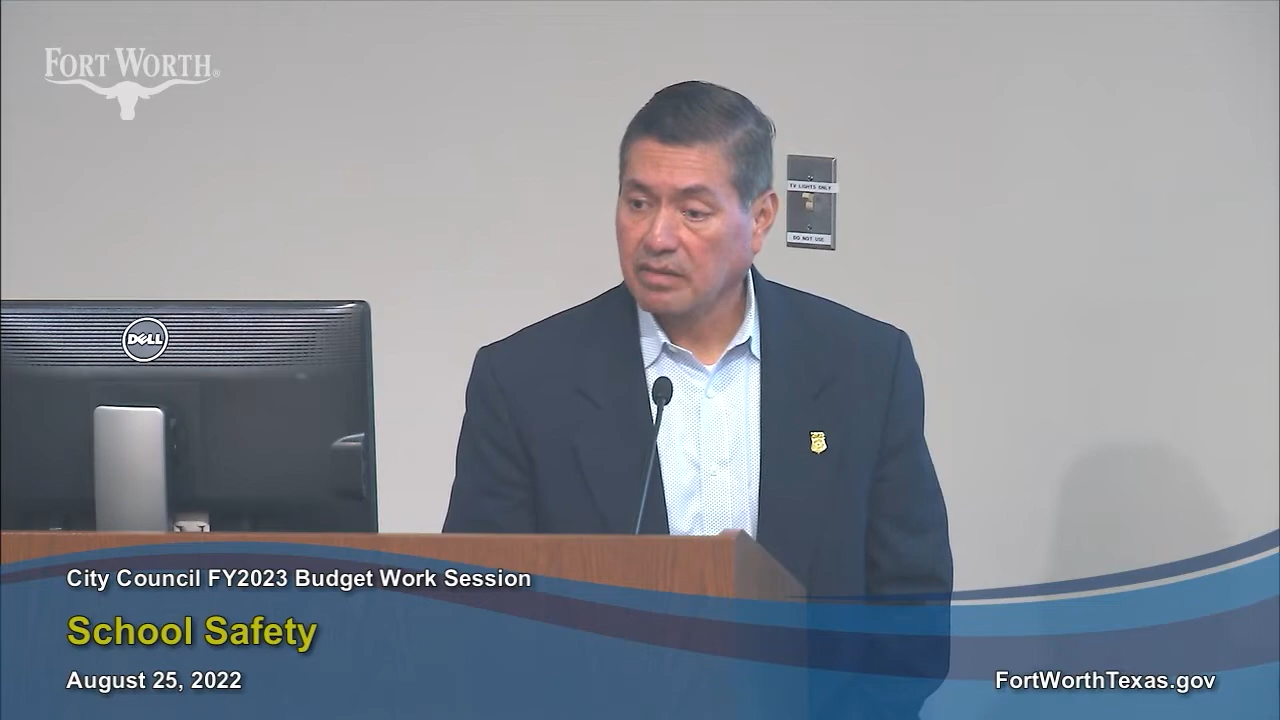 FORT WORTH®
TV LIGHTS ONLY
DO NOT USE
DELL
City Council FY2023 Budget Work Session
School Safety
August 25, 2022
FortWorthTexas.gov